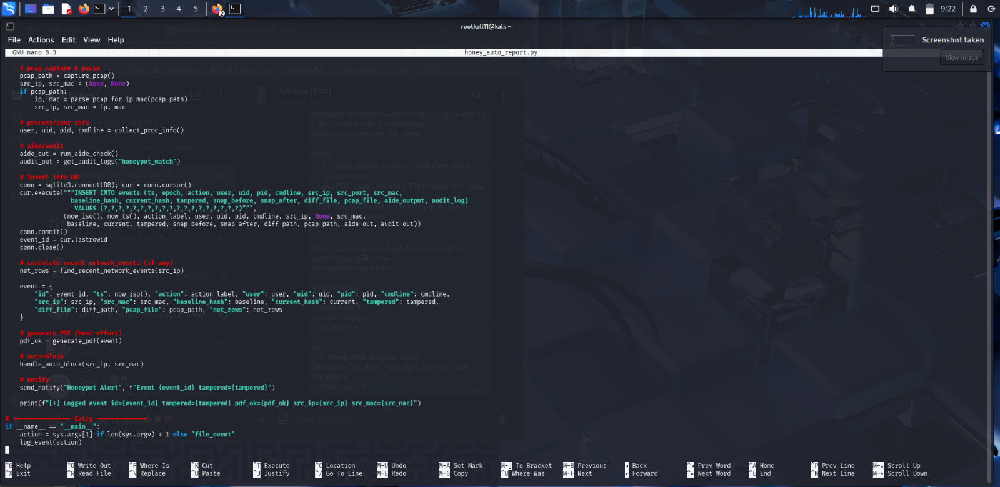 1 2 3 4 5
2
9:22
rootkali11@kali: ~
File Actions Edit View Help
Screenshot taken
View image
GNU nano 8.3 honey_auto_report.py
# pcap capture & parse
pcap_path = capture_pcap()
src_ip, src_mac = (None, None)
if pcap_path:
    ip, mac = parse_pcap_for_ip_mac(pcap_path)
    src_ip, src_mac = ip, mac
# process/user info
user, uid, pid, cmdline = collect_proc_info()
# aide/audit
aide_out = run_aide_check()
audit_out = get_audit_logs("honeypot_watch")
# insert into DB
conn = sqlite3.connect(DB); cur = conn.cursor()
cur.execute("""INSERT INTO events (ts, epoch, action, user, uid, pid, cmdline, src_ip, src_port, src_mac,
baseline_hash, current_hash, tampered, snap_before, snap_after, diff_file, pcap_file, aide_output, audit_log)
VALUES (?,?,?,?,?,?,?,?,?,?,?,?,?,?,?,?,?,?,?)""",
(now_iso(), now_ts(), action_label, user, uid, pid, cmdline, src_ip, None, src_mac,
baseline, current, tampered, snap_before, snap_after, diff_path, pcap_path, aide_out, audit_out))
conn.commit()
event_id = cur.lastrowid
conn.close()
# correlate recent network_events (if any)
net_rows = find_recent_network_events(src_ip)
event = {
    "id": event_id, "ts": now_iso(), "action": action_label, "user": user, "uid": uid, "pid": pid, "cmdline": cmdline,
    "src_ip": src_ip, "src_mac": src_mac, "baseline_hash": baseline, "current_hash": current, "tampered": tampered,
    "diff_file": diff_path, "pcap_file": pcap_path, "net_rows": net_rows
}
# generate PDF (best-effort)
pdf_ok = generate_pdf(event)
# auto-block
handle_auto_block(src_ip, src_mac)
# notify
send_notify("Honeypot Alert", f"Event {event_id} tampered={tampered}")
print(f"[+] Logged event id={event_id} tampered={tampered} pdf_ok={pdf_ok} src_ip={src_ip} src_mac={src_mac}")
# ─────────────── Entry ─────────────
if __name__ == "__main__":
    action = sys.argv[1] if len(sys.argv) > 1 else "file_event"
    log_event(action)
^G Help ^O Write Out ^F Where Is ^K Cut ^T Execute ^C Location M-U Undo M-A Set Mark M-] To Bracket M-B Previous ◂ Back ^◂ Prev Word ^A Home ^P Prev Line M-▴ Scroll Up
^X Exit ^R Read File ^\ Replace ^U Paste ^J Justify ^/ Go To Line M-E Redo M-6 Copy ^B Where Was M-F Next ▸ Forward ^▸ Next Word ^E End ^N Next Line M-▾ Scroll Down